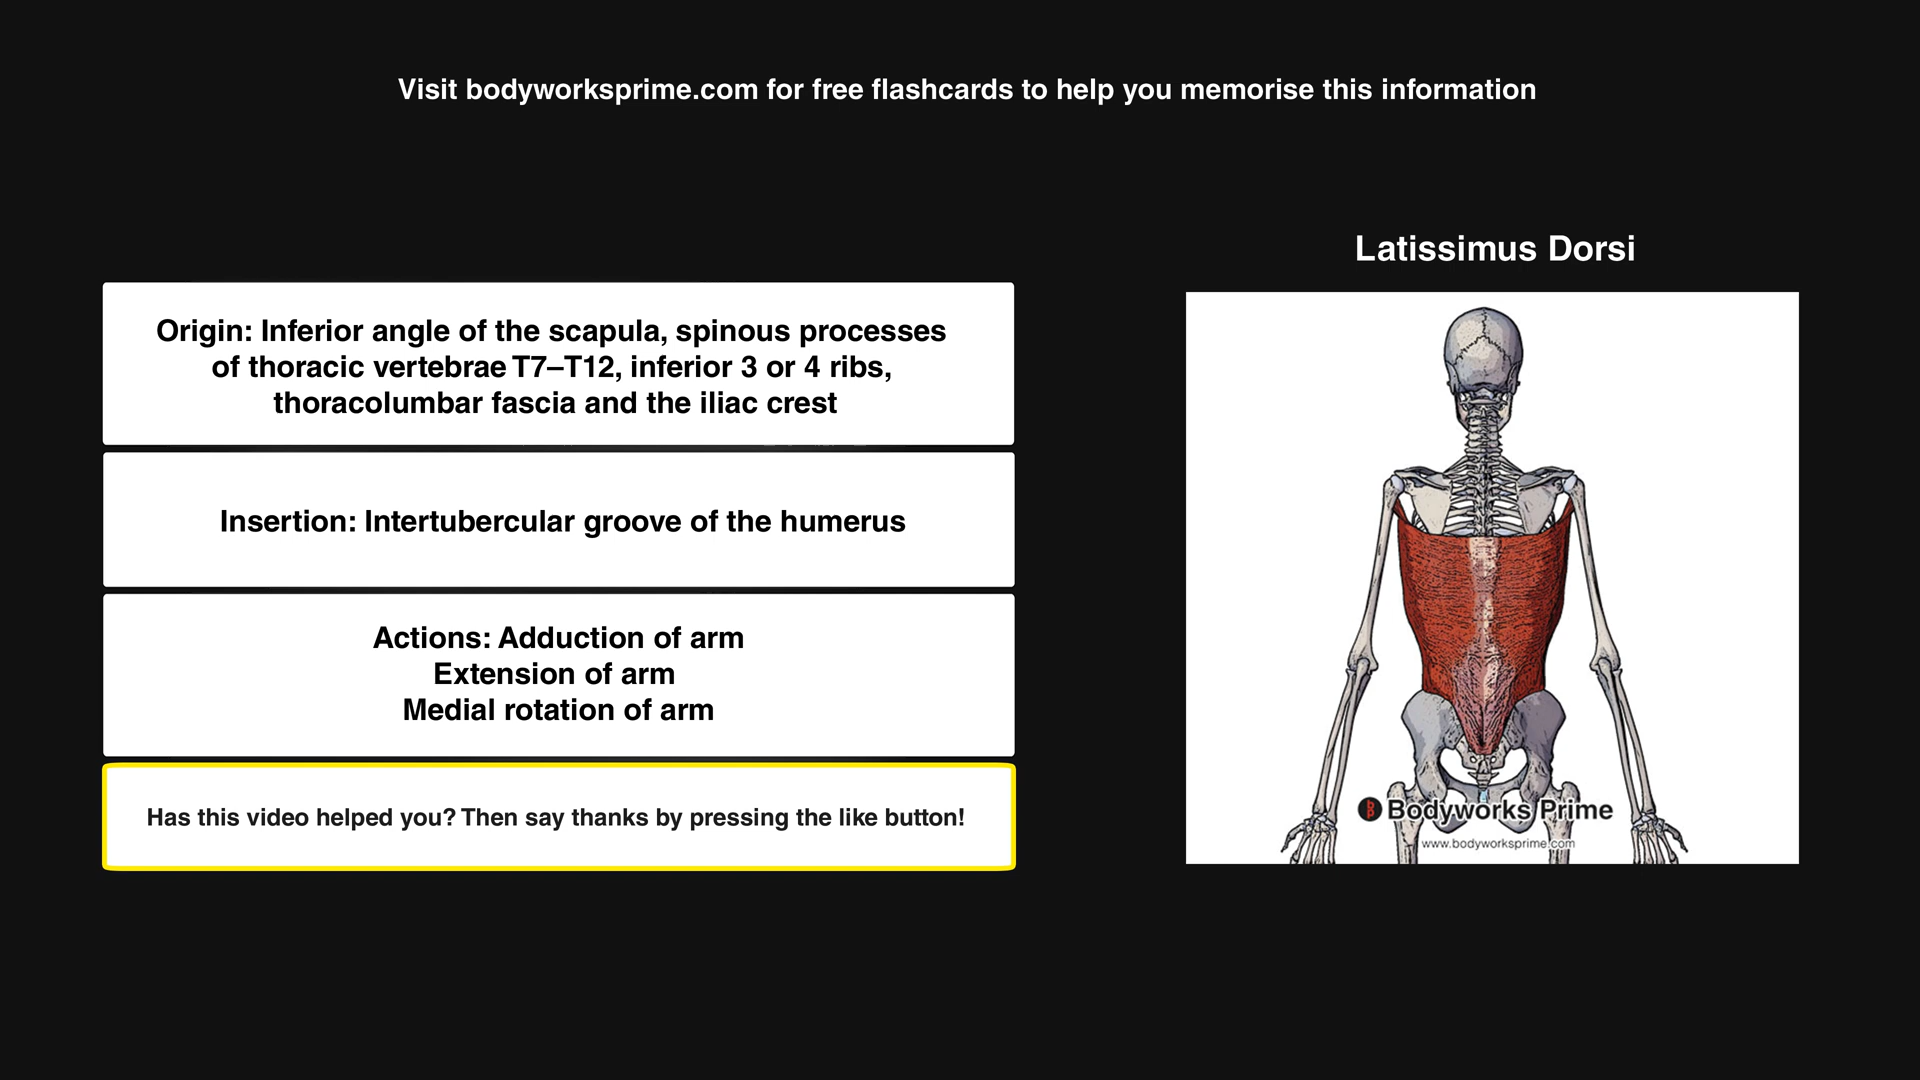 Visit bodyworksprime.com for free flashcards to help you memorise this information
Latissimus Dorsi
Origin: Inferior angle of the scapula, spinous processes
of thoracic vertebrae T7–T12, inferior 3 or 4 ribs,
thoracolumbar fascia and the iliac crest
Insertion: Intertubercular groove of the humerus
Actions: Adduction of arm
Extension of arm
Medial rotation of arm
Has this video helped you? Then say thanks by pressing the like button!
Bodyworks Prime
www.bodyworksprime.com